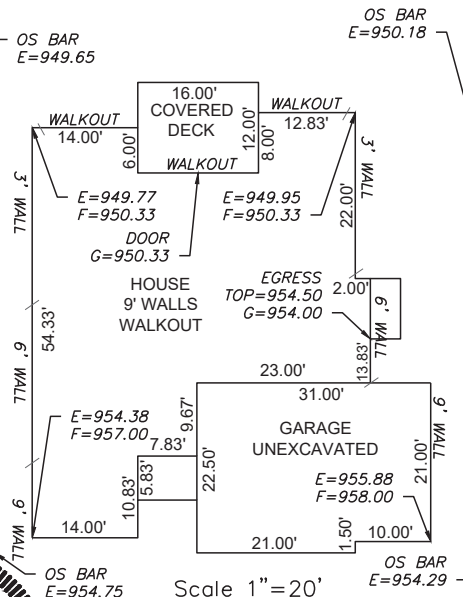 OS BAR
E=949.65
OS BAR
E=950.18
16.00'
COVERED
DECK
WALKOUT
14.00'
6.00'
12.00'
8.00'
WALKOUT
12.83'
WALKOUT
3' WALL
E=949.77
F=950.33
E=949.95
F=950.33
3' WALL
22.00'
DOOR
G=950.33
HOUSE
9' WALLS
WALKOUT
EGRESS
TOP=954.50
G=954.00
2.00'
6' WALL
13.83'
54.33'
6' WALL
23.00'
31.00'
E=954.38
F=957.00
7.83'
9.67'
22.50'
GARAGE
UNEXCAVATED
9' WALL
21.00'
E=955.88
F=958.00
10.83'
5.83'
9' WALL
14.00'
21.00'
1.50'
10.00'
OS BAR
E=954.75
Scale 1"=20'
OS BAR
E=954.29